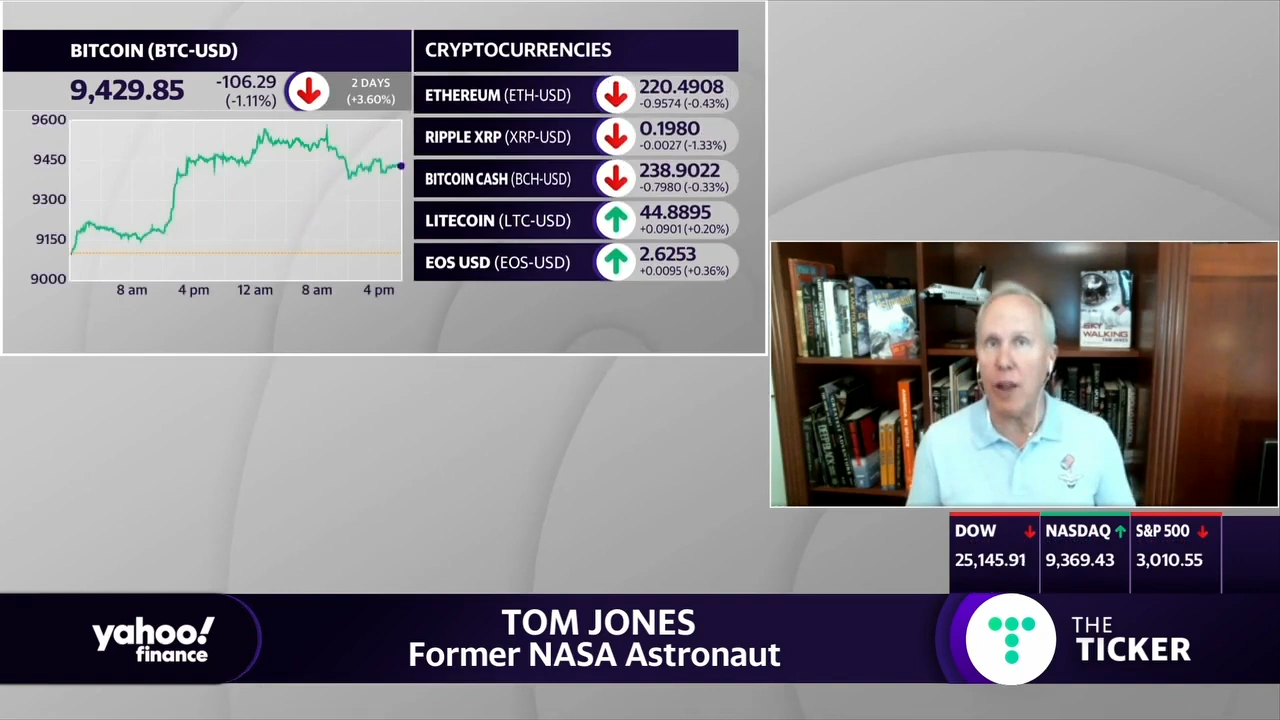 BITCOIN (BTC-USD)
9,429.85
-106.29
(-1.11%)
2 DAYS
(+3.60%)
9600
9450
9300
9150
9000
8 am
4 pm
12 am
8 am
4 pm
CRYPTOCURRENCIES
ETHEREUM (ETH-USD)
220.4908
-0.9574 (-0.43%)
RIPPLE XRP (XRP-USD)
0.1980
-0.0027 (-1.33%)
BITCOIN CASH (BCH-USD)
238.9022
-0.7980 (-0.33%)
LITECOIN (LTC-USD)
44.8895
+0.0901 (+0.20%)
EOS USD (EOS-USD)
2.6253
+0.0095 (+0.36%)
SKY
WALKING
TOM JONES
DOW
25,145.91
NASDAQ
9,369.43
S&P 500
3,010.55
yahoo!
finance
TOM JONES
Former NASA Astronaut
THE
TICKER